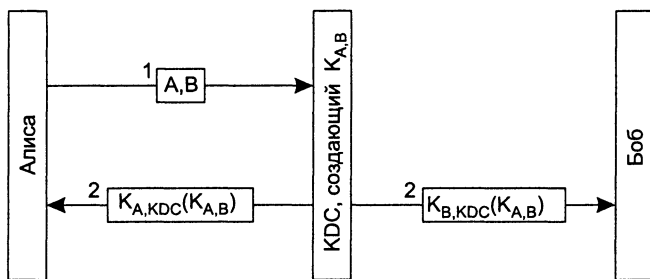 Алиса
1
A,B
2
K_A,KDC(K_A,B)
KDC, создающий K_A,B
2
K_B,KDC(K_A,B)
Боб